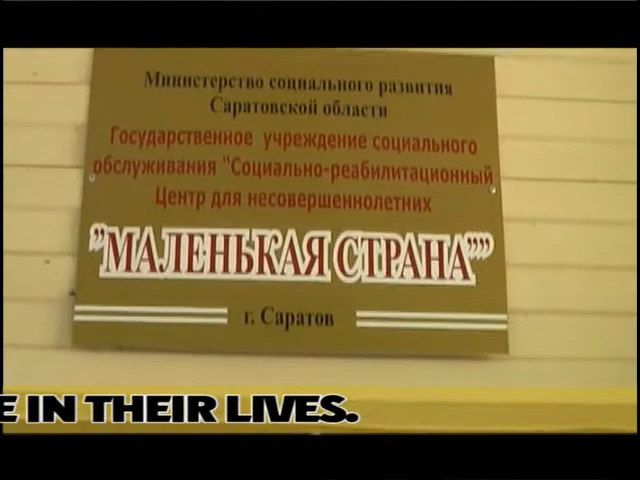 Министерство социального развития
Саратовской области
Государственное учреждение социального
обслуживания "Социально-реабилитационный
Центр для несовершеннолетних
"МАЛЕНЬКАЯ СТРАНА""
г. Саратов
E IN THEIR LIVES.